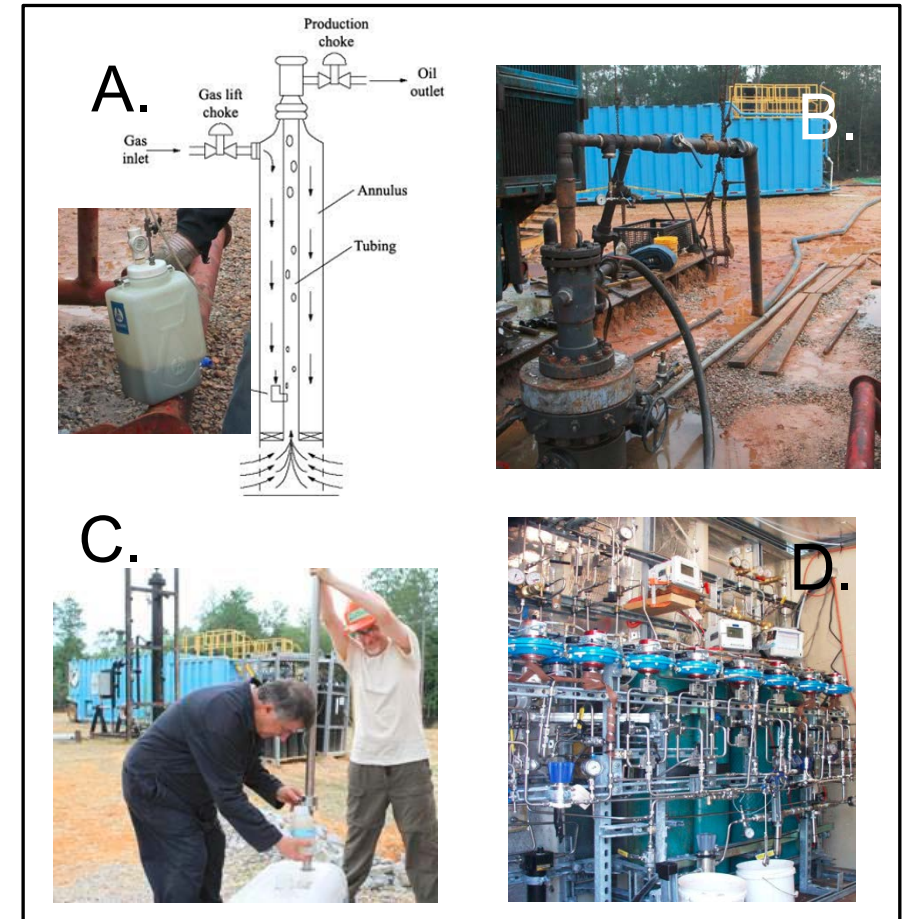 A.
Production
choke
Oil
outlet
Gas lift
choke
Gas
inlet
Annulus
Tubing
B.
C.
D.